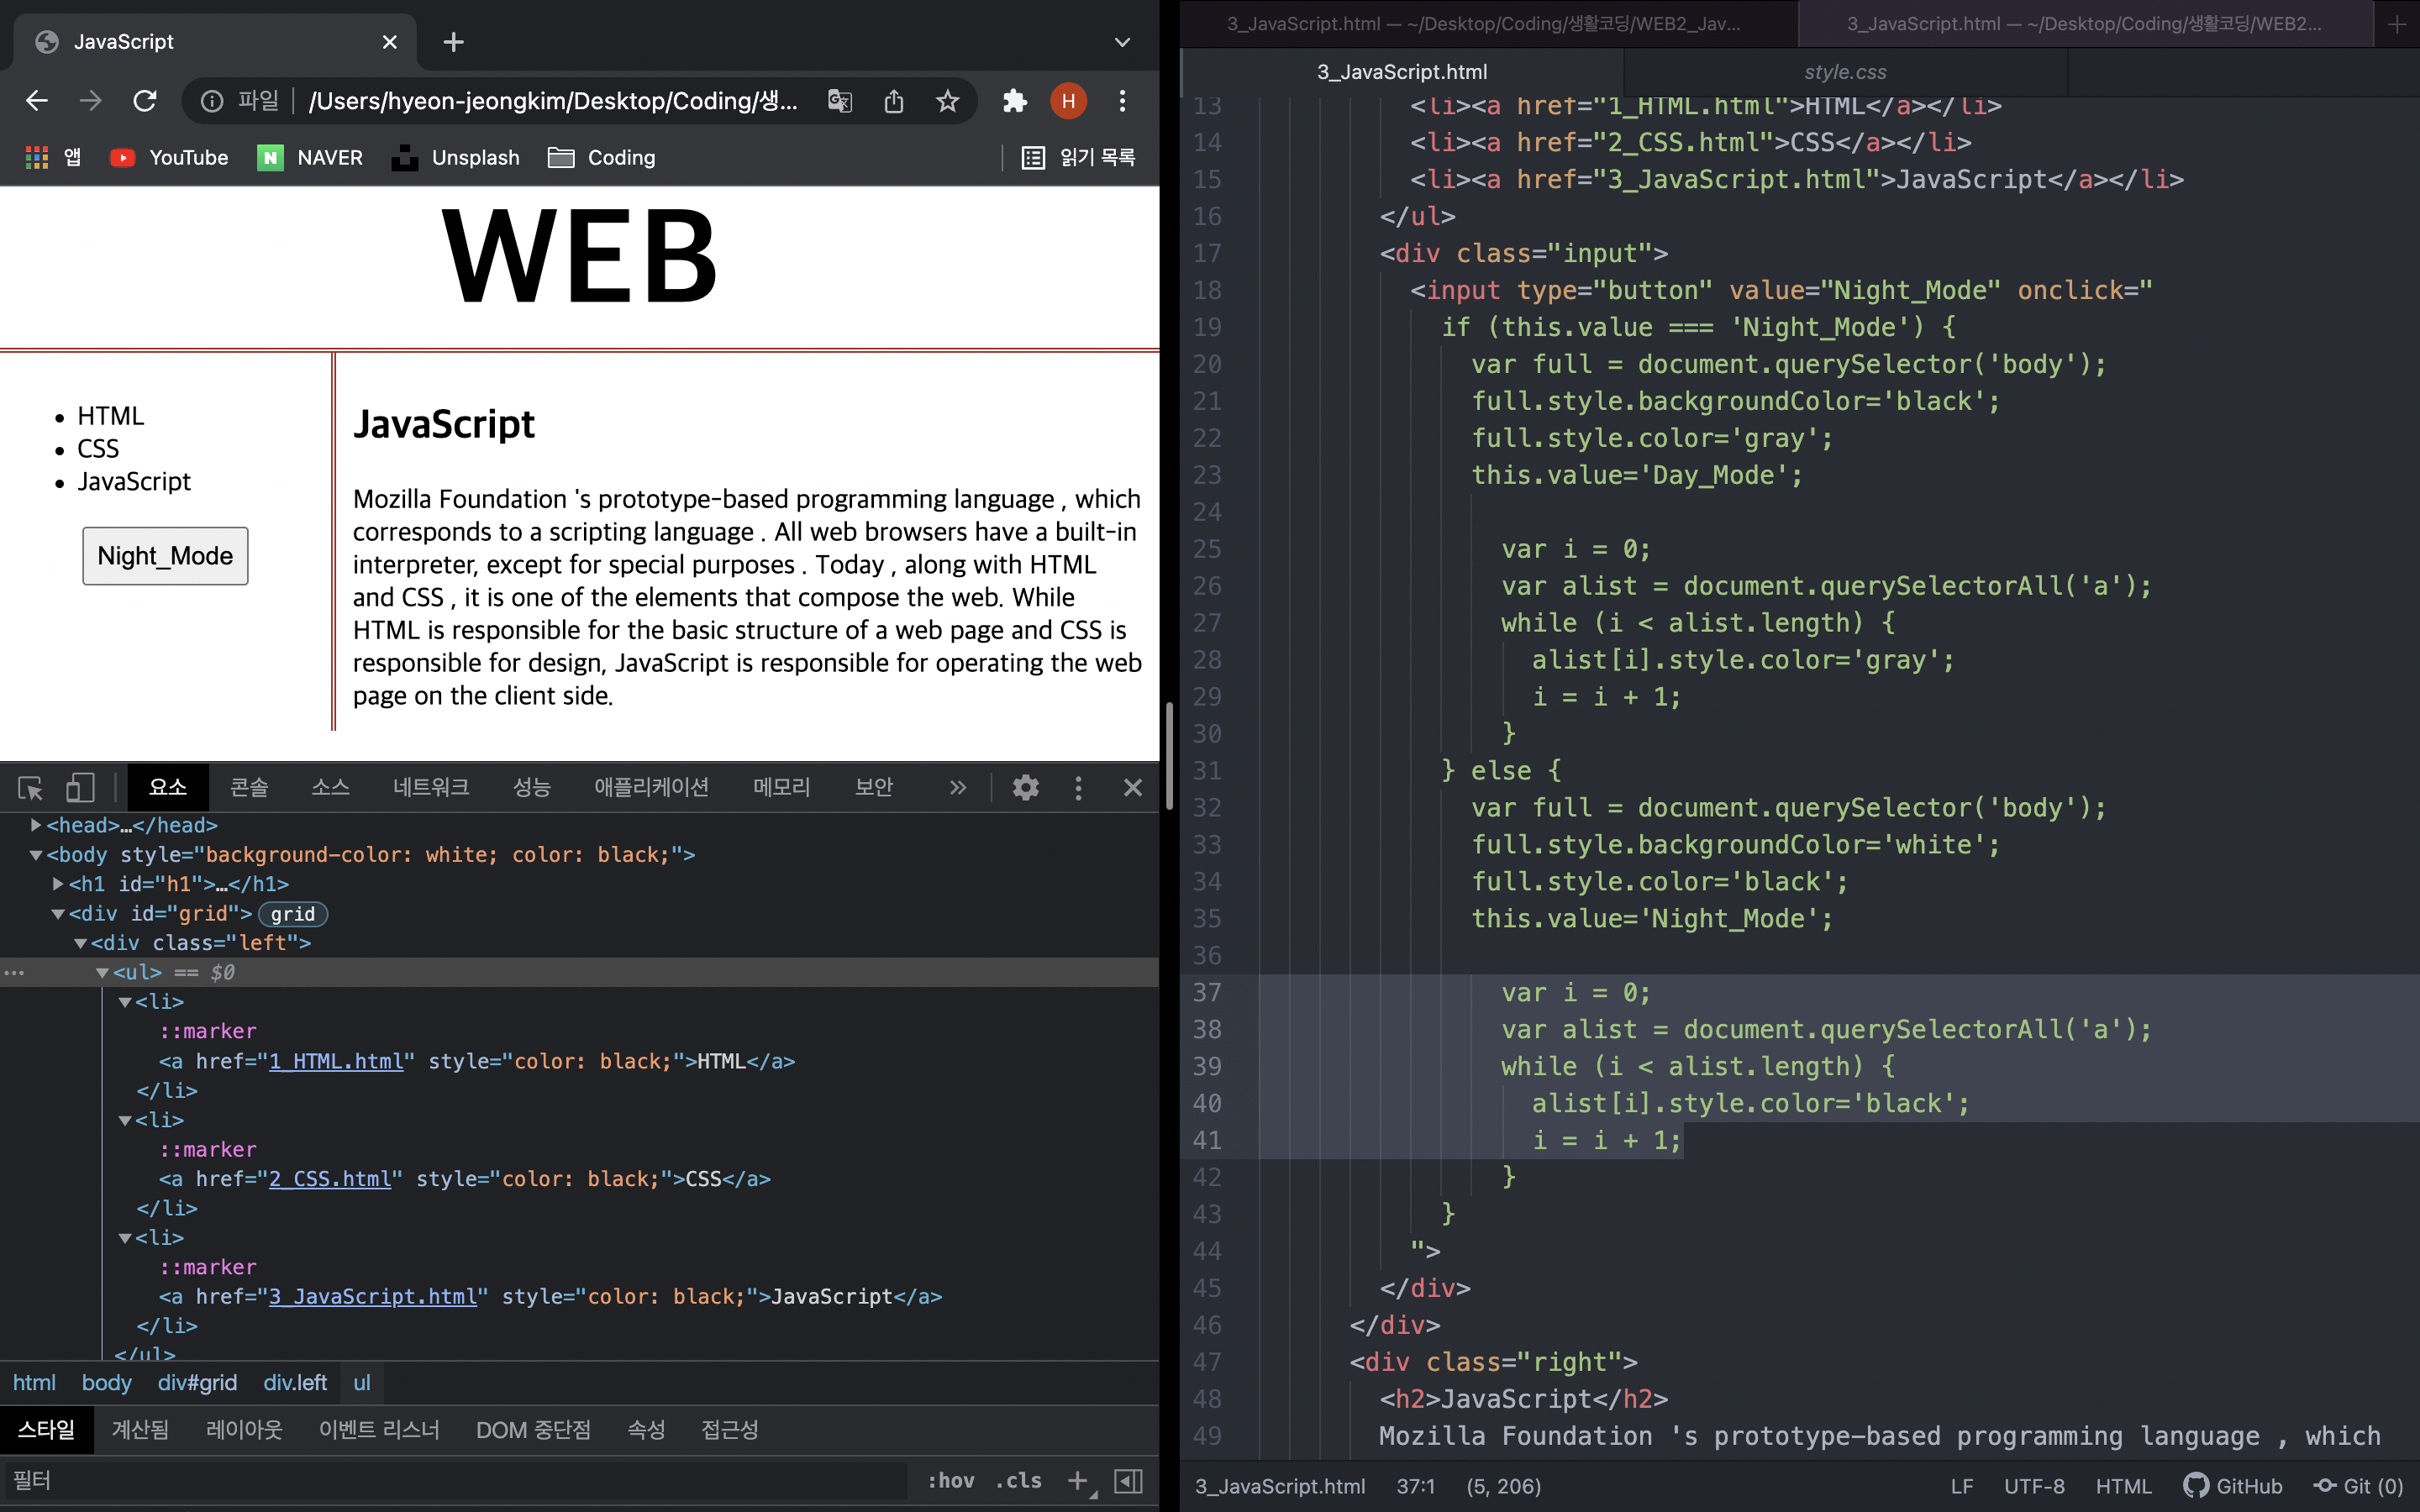 JavaScript
파일 /Users/hyeon-jeongkim/Desktop/Coding/생...
H
앱 YouTube NAVER Unsplash Coding 읽기 목록
WEB
HTML
CSS
JavaScript
Night_Mode
JavaScript
Mozilla Foundation 's prototype-based programming language , which
corresponds to a scripting language . All web browsers have a built-in
interpreter, except for special purposes . Today , along with HTML
and CSS , it is one of the elements that compose the web. While
HTML is responsible for the basic structure of a web page and CSS is
responsible for design, JavaScript is responsible for operating the web
page on the client side.
요소 콘솔 소스 네트워크 성능 애플리케이션 메모리 보안 »
<head>…</head>
<body style="background-color: white; color: black;">
<h1 id="h1">…</h1>
<div id="grid"> grid
<div class="left">
<ul> == $0
<li>
::marker
<a href="1_HTML.html" style="color: black;">HTML</a>
</li>
<li>
::marker
<a href="2_CSS.html" style="color: black;">CSS</a>
</li>
<li>
::marker
<a href="3_JavaScript.html" style="color: black;">JavaScript</a>
</li>
</ul>
html body div#grid div.left ul
스타일 계산됨 레이아웃 이벤트 리스너 DOM 중단점 속성 접근성
필터 :hov .cls +
3_JavaScript.html — ~/Desktop/Coding/생활코딩/WEB2_Jav... 3_JavaScript.html — ~/Desktop/Coding/생활코딩/WEB2...
3_JavaScript.html style.css
13 <li><a href="1_HTML.html">HTML</a></li>
14 <li><a href="2_CSS.html">CSS</a></li>
15 <li><a href="3_JavaScript.html">JavaScript</a></li>
16 </ul>
17 <div class="input">
18 <input type="button" value="Night_Mode" onclick="
19 if (this.value === 'Night_Mode') {
20 var full = document.querySelector('body');
21 full.style.backgroundColor='black';
22 full.style.color='gray';
23 this.value='Day_Mode';
24
25 var i = 0;
26 var alist = document.querySelectorAll('a');
27 while (i < alist.length) {
28 alist[i].style.color='gray';
29 i = i + 1;
30 }
31 } else {
32 var full = document.querySelector('body');
33 full.style.backgroundColor='white';
34 full.style.color='black';
35 this.value='Night_Mode';
36
37 var i = 0;
38 var alist = document.querySelectorAll('a');
39 while (i < alist.length) {
40 alist[i].style.color='black';
41 i = i + 1;
42 }
43 }
44 ">
45 </div>
46 </div>
47 <div class="right">
48 <h2>JavaScript</h2>
49 Mozilla Foundation 's prototype-based programming language , which
3_JavaScript.html 37:1 (5, 206) LF UTF-8 HTML GitHub Git (0)